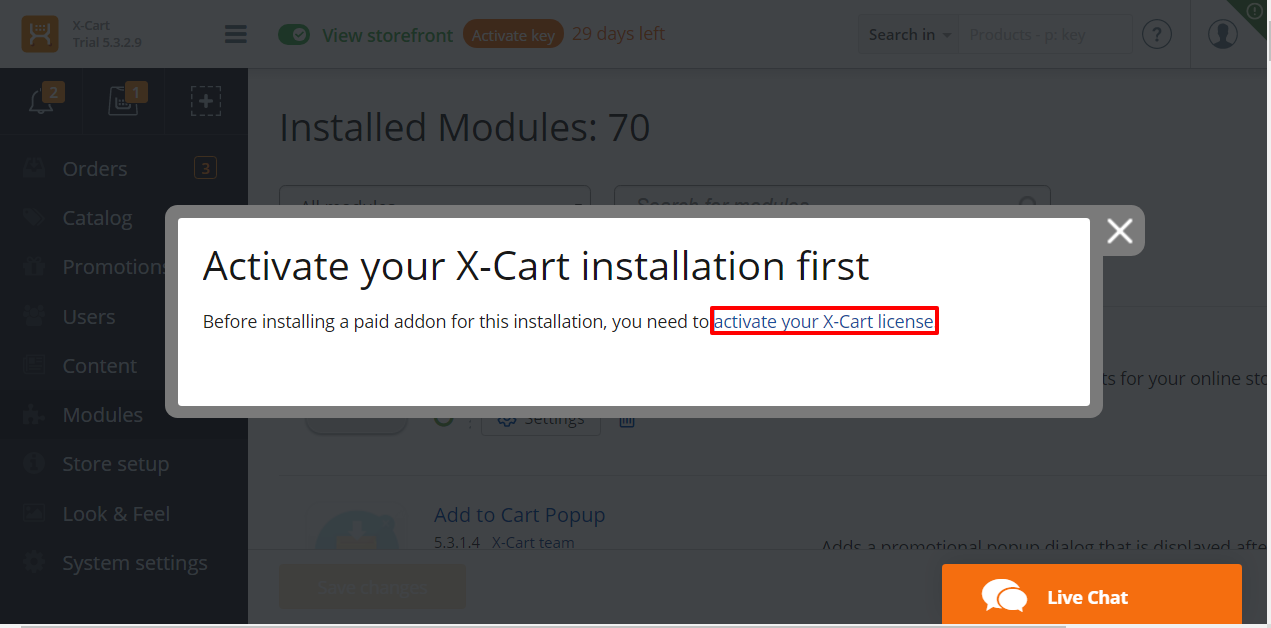 X-Cart
Trial 5.3.2.9
View storefront
Activate key
29 days left
Search in
Products - p: key
?
2
1
Orders
3
Catalog
Promotions
Users
Content
Modules
Store setup
Look & Feel
System settings
Installed Modules: 70
All modules
Search for modules
Activate your X-Cart installation first
Before installing a paid addon for this installation, you need to activate your X-Cart license
ts for your online sto
Settings
Add to Cart Popup
5.3.1.4 X-Cart team
Adds a promotional popup dialog that is displayed afte
Save changes
Live Chat